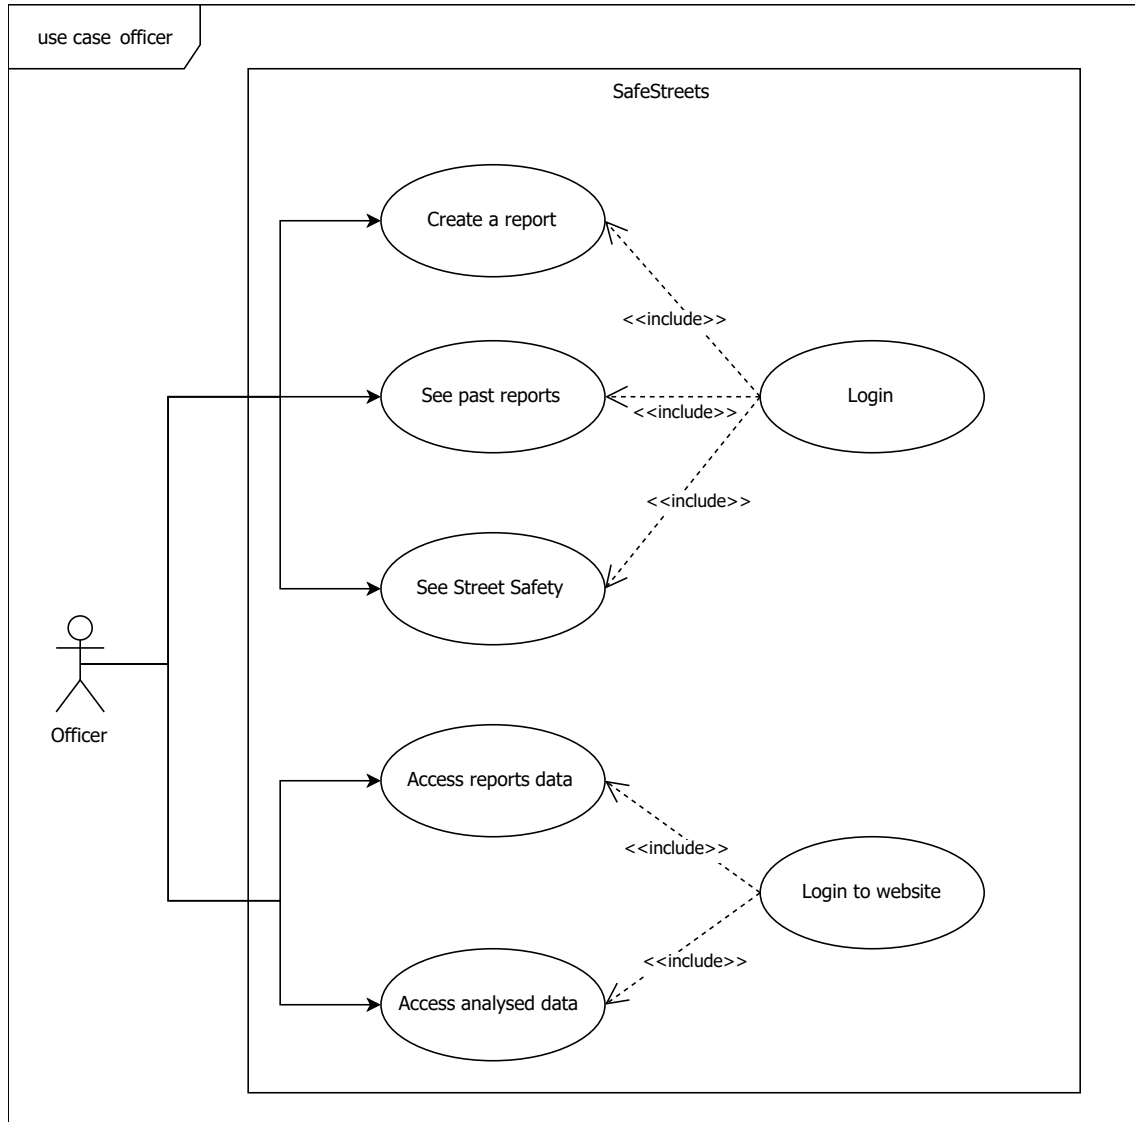 use case officer
SafeStreets
Create a report
<<include>>
See past reports
<<include>>
Login
<<include>>
See Street Safety
Officer
Access reports data
<<include>>
Login to website
<<include>>
Access analysed data